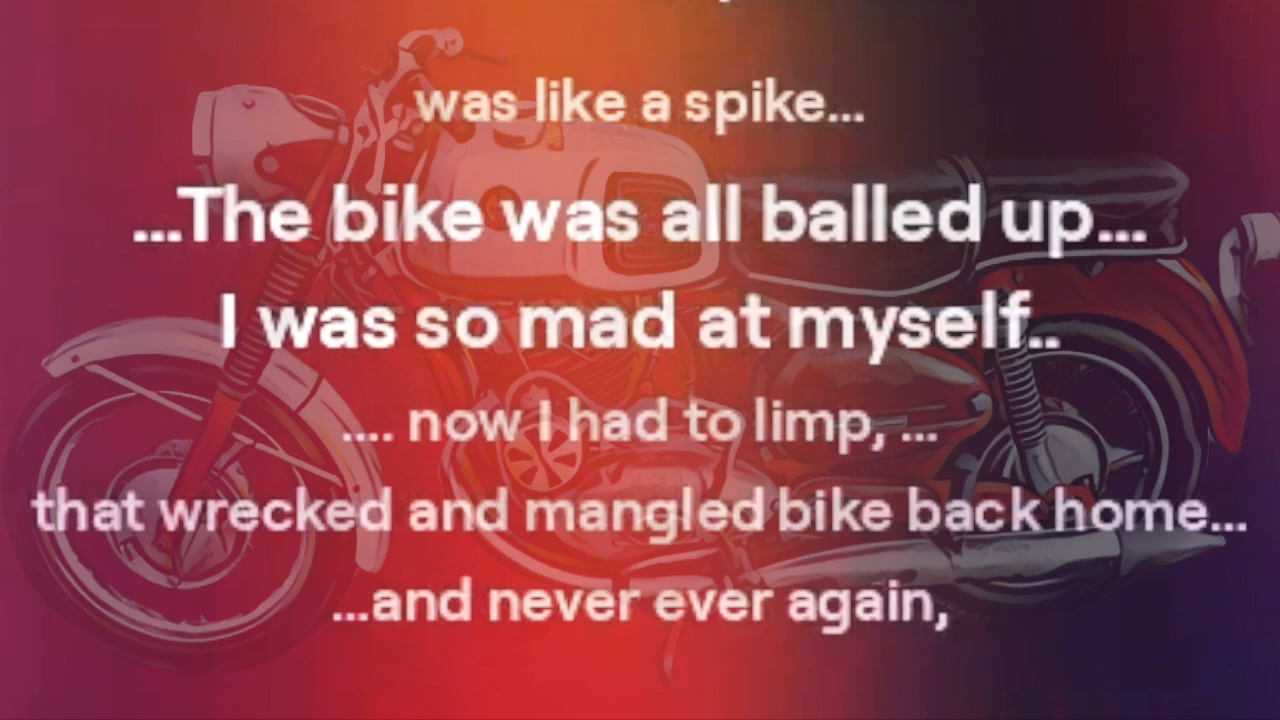 was like a spike...
...The bike was all balled up...
I was so mad at myself..
.... now I had to limp, ...
that wrecked and mangled bike back home...
...and never ever again,